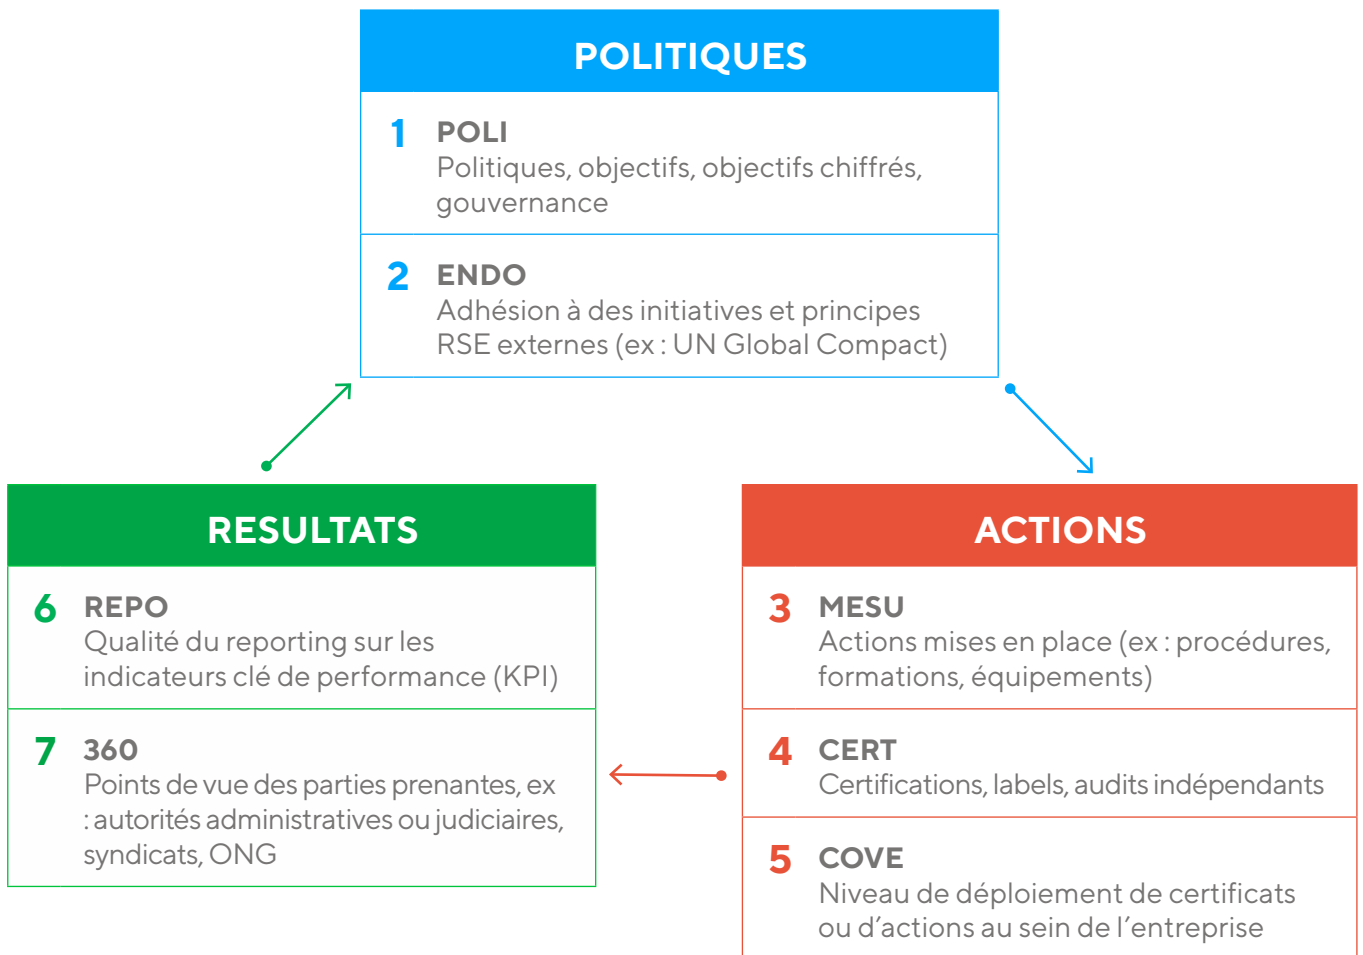 POLITIQUES
1 POLI
Politiques, objectifs, objectifs chiffrés,
gouvernance
2 ENDO
Adhésion à des initiatives et principes
RSE externes (ex : UN Global Compact)
RESULTATS
6 REPO
Qualité du reporting sur les
indicateurs clé de performance (KPI)
7 360
Points de vue des parties prenantes, ex
: autorités administratives ou judiciaires,
syndicats, ONG
ACTIONS
3 MESU
Actions mises en place (ex : procédures,
formations, équipements)
4 CERT
Certifications, labels, audits indépendants
5 COVE
Niveau de déploiement de certificats
ou d’actions au sein de l’entreprise